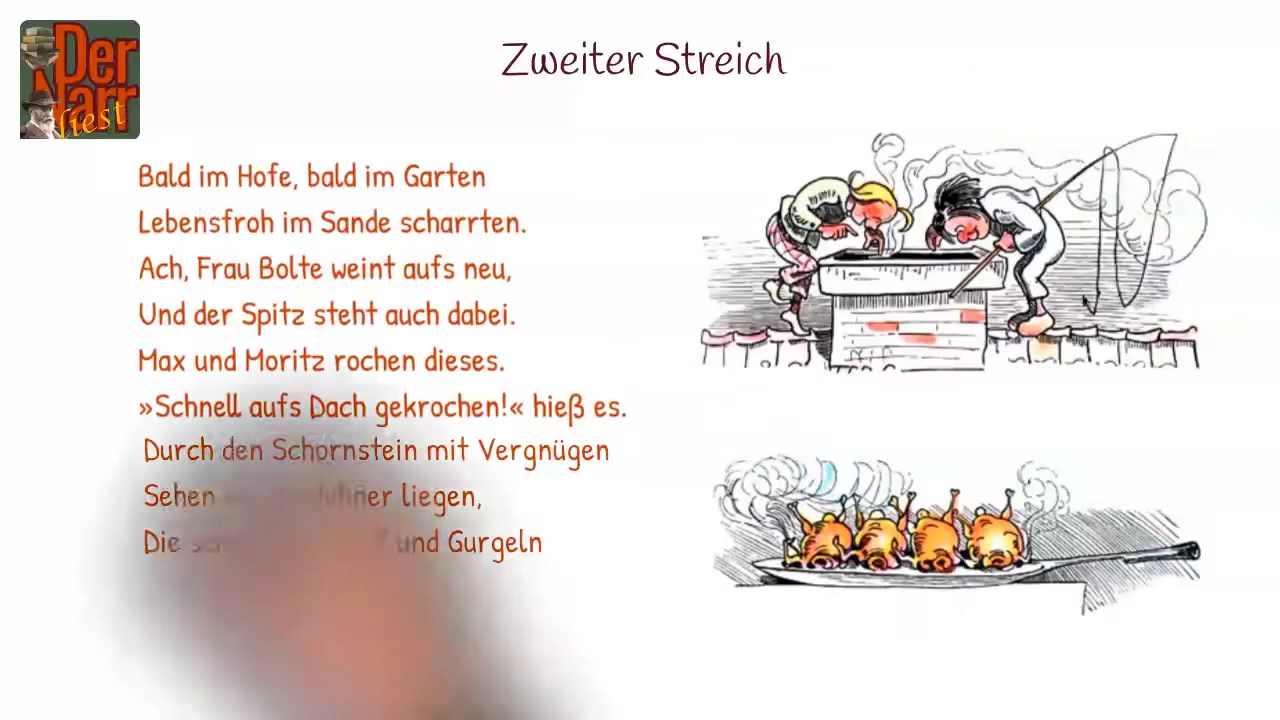 Der Narr liest
Zweiter Streich
Bald im Hofe, bald im Garten
Lebensfroh im Sande scharrten.
Ach, Frau Bolte weint aufs neu,
Und der Spitz steht auch dabei.
Max und Moritz rochen dieses.
»Schnell aufs Dach gekrochen!« hieß es.
Durch den Schornstein mit Vergnügen
Sehen liegen,
Die und Gurgeln